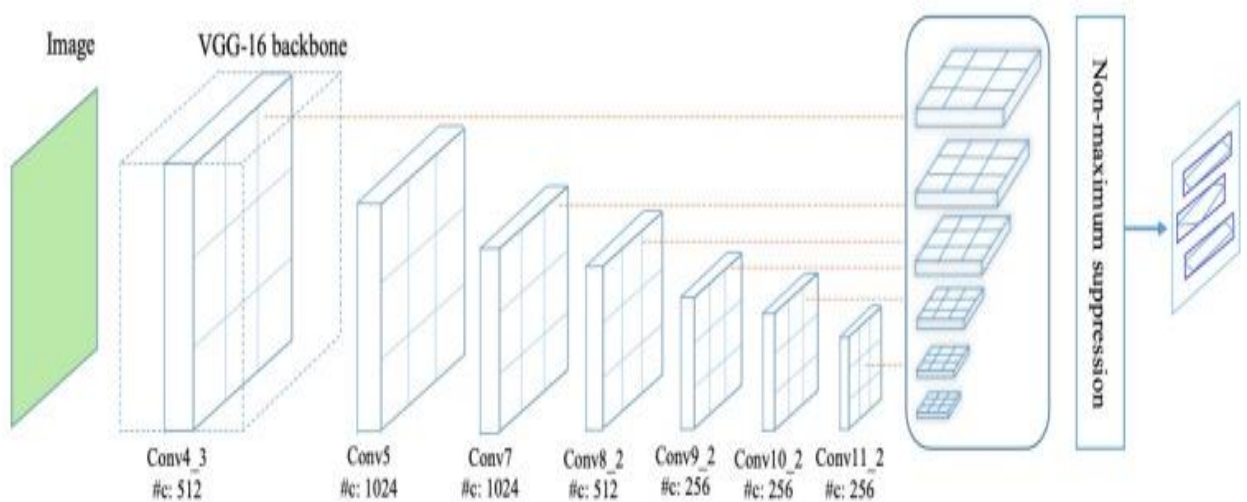 Image
VGG-16 backbone
Non-maximum suppression
Conv4_3
#c: 512
Conv5
#c: 1024
Conv7
#c: 1024
Conv8_2
#c: 512
Conv9_2
#c: 256
Conv10_2
#c: 256
Conv11_2
#c: 256